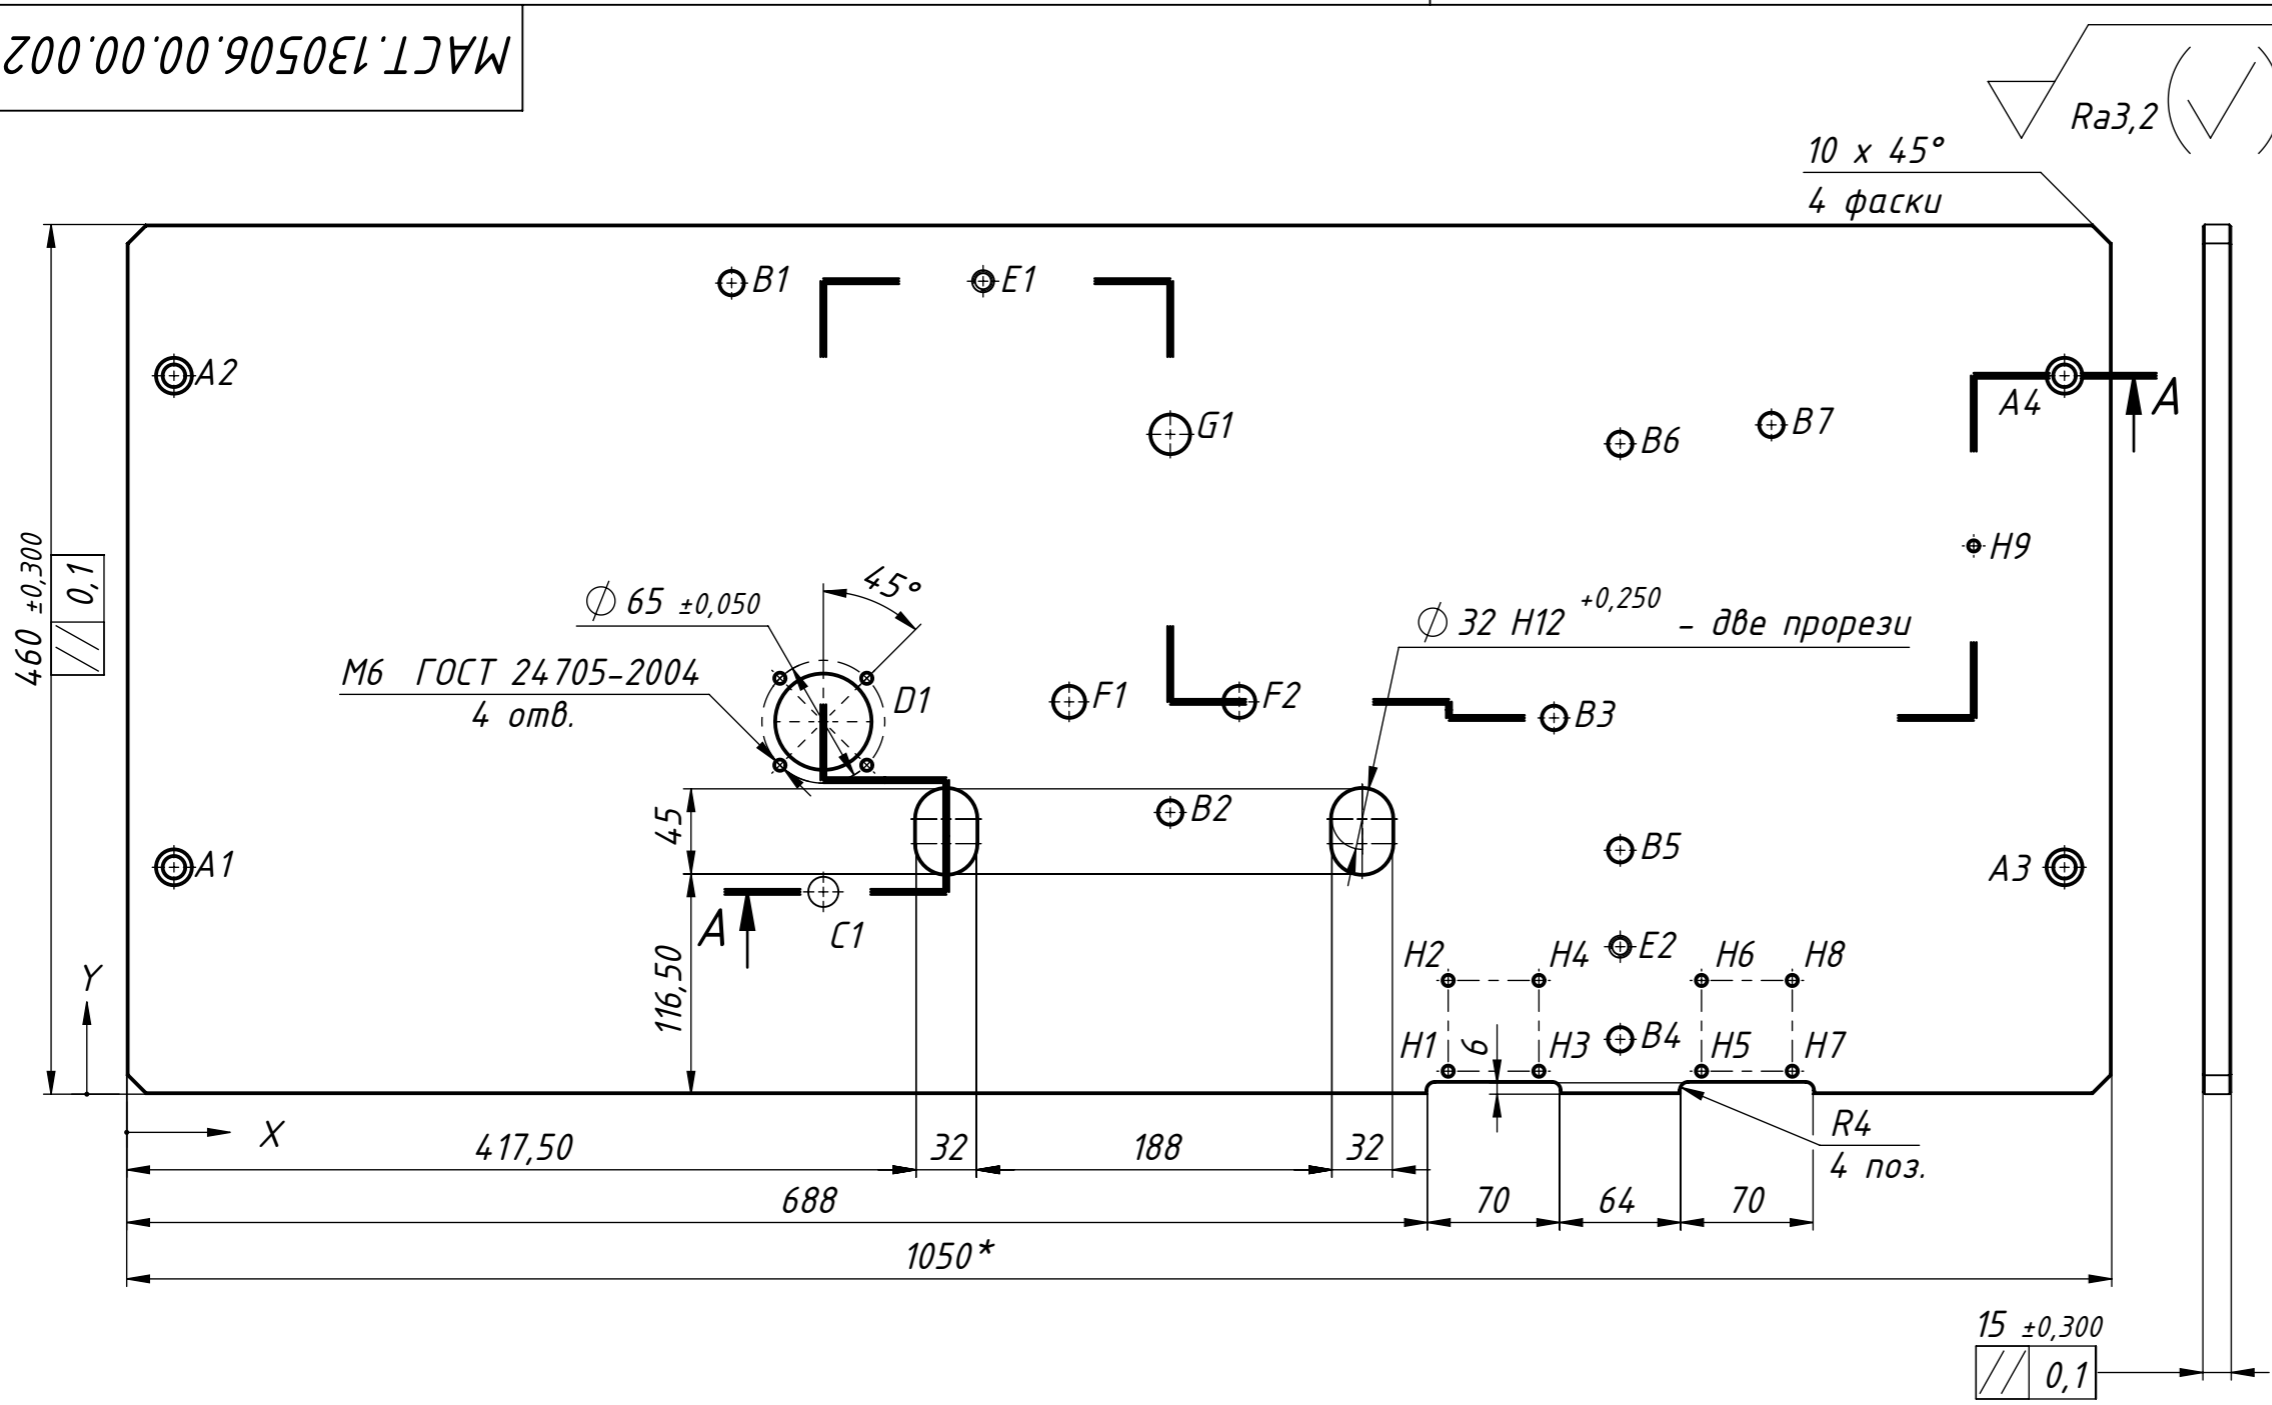 МАСТ.130506.00.00.002
Ra3,2
10 x 45°
4 фаски
B1
E1
A2
A4
A
G1
B6
B7
H9
460 ±0,300
// 0,1
45°
⌀ 65 ±0,050
⌀ 32 H12 +0,250 - две прорези
M6 ГОСТ 24705-2004
4 отв.
D1
F1
F2
B3
45
B2
B5
A1
A3
A
C1
116,50
E2
H2
H4
H6
H8
H1
6
H3
B4
H5
H7
Y
X
R4
4 поз.
417,50
32
188
32
688
70
64
70
1050*
15 ±0,300
// 0,1